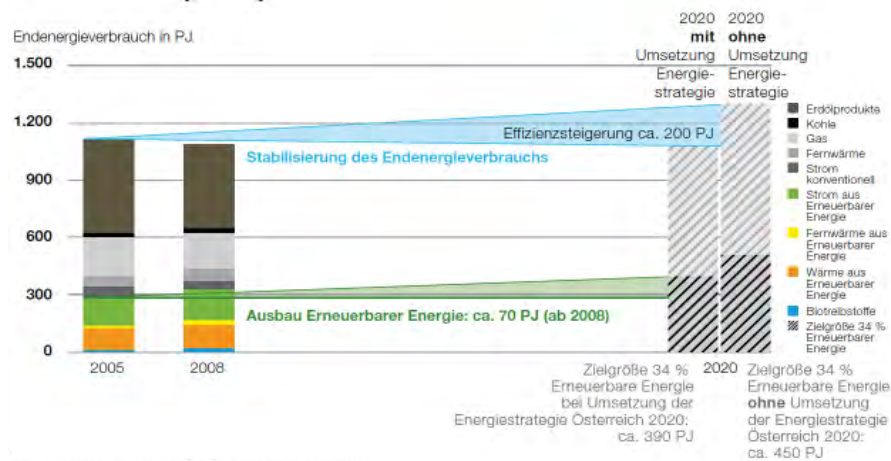 Endenergieverbrauch in PJ
1.500
1.200
900
600
300
0
2005
2008
2020
2020
mit
Umsetzung
Energie-
strategie
2020
ohne
Umsetzung
Energie-
strategie
Effizienzsteigerung ca. 200 PJ
Stabilisierung des Endenergieverbrauchs
Ausbau Erneuerbarer Energie: ca. 70 PJ (ab 2008)
Erdölprodukte
Kohle
Gas
Fernwärme
Strom
konventionell
Strom aus
Erneuerbarer
Energie
Fernwärme aus
Erneuerbarer
Energie
Wärme aus
Erneuerbarer
Energie
Biotreibstoffe
Zielgröße 34 %
Erneuerbarer
Energie
Zielgröße 34 %
Erneuerbare Energie
bei Umsetzung der
Energiestrategie Österreich 2020:
ca. 390 PJ
Zielgröße 34 %
Erneuerbare Energie
ohne Umsetzung
der Energiestrategie
Österreich 2020:
ca. 450 PJ